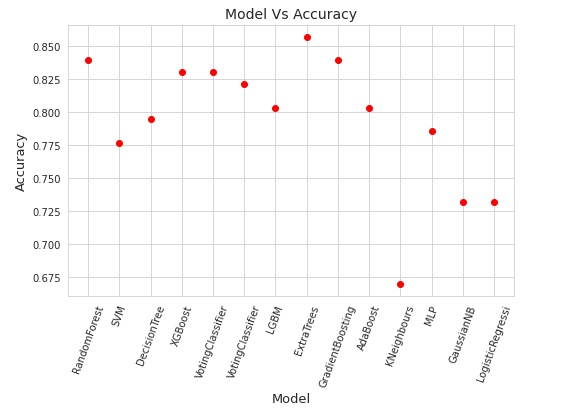 Model Vs Accuracy
0.850
0.825
0.800
0.775
0.750
0.725
0.700
0.675
Accuracy
RandomForest
SVM
DecisionTree
XGBoost
VotingClassifier
VotingClassifier
LGBM
ExtraTrees
GradientBoosting
AdaBoost
KNeighbours
MLP
GaussianNB
LogisticRegressi
Model